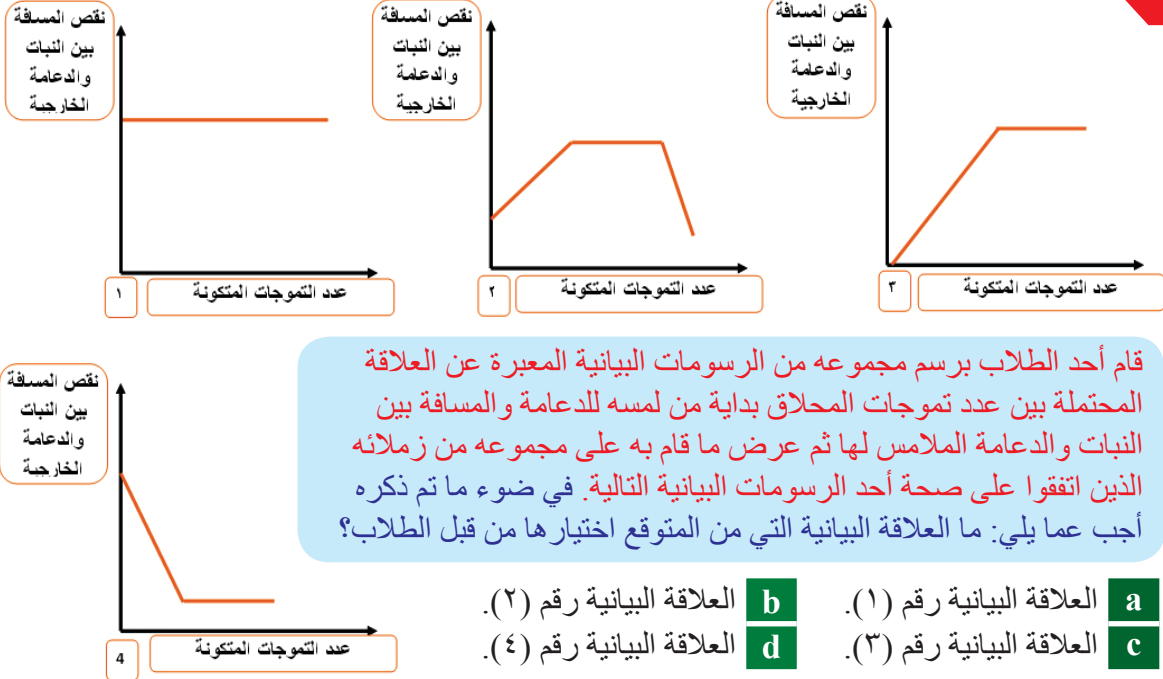 نقص المسافة
بين النبات
والدعامة
الخارجية
عدد التموجات المتكونة
١
نقص المسافة
بين النبات
والدعامة
الخارجية
عدد التموجات المتكونة
٢
نقص المسافة
بين النبات
والدعامة
الخارجية
عدد التموجات المتكونة
٣
نقص المسافة
بين النبات
والدعامة
الخارجية
عدد التموجات المتكونة
4
قام أحد الطلاب برسم مجموعه من الرسومات البيانية المعبرة عن العلاقة
المحتملة بين عدد تموجات المحلاق بداية من لمسه للدعامة والمسافة بين
النبات والدعامة الملامس لها ثم عرض ما قام به على مجموعه من زملائه
الذين اتفقوا على صحة أحد الرسومات البيانية التالية. في ضوء ما تم ذكره
أجب عما يلي: ما العلاقة البيانية التي من المتوقع اختيارها من قبل الطلاب؟
a العلاقة البيانية رقم (١).
b العلاقة البيانية رقم (٢).
c العلاقة البيانية رقم (٣).
d العلاقة البيانية رقم (٤).